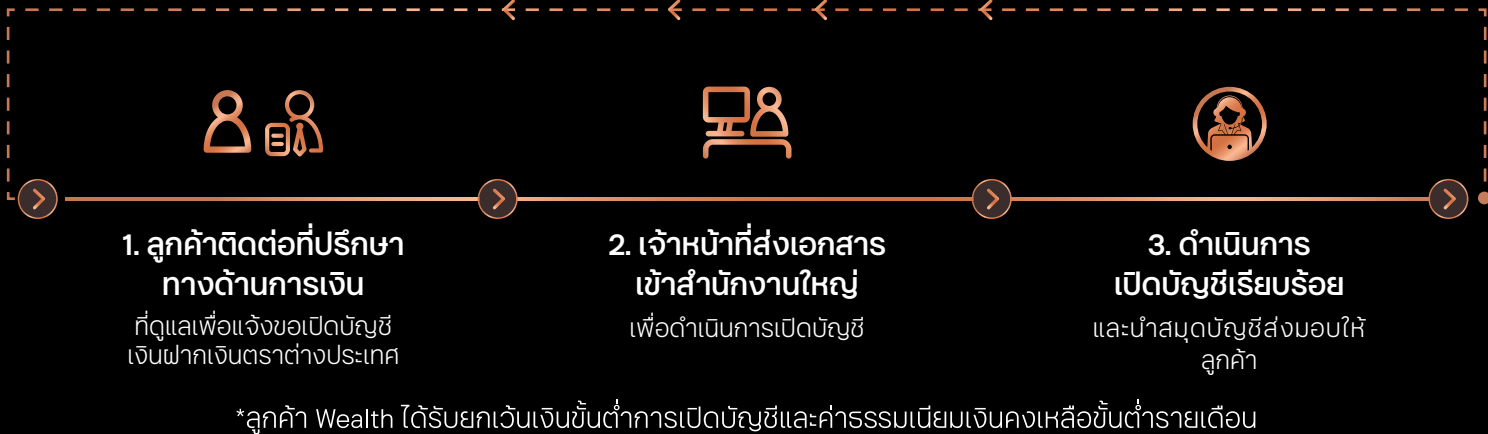 1. ลูกค้าติดต่อที่ปรึกษา
ทางด้านการเงิน
ที่ดูแลเพื่อแจ้งขอเปิดบัญชี
เงินฝากเงินตราต่างประเทศ
2. เจ้าหน้าที่ส่งเอกสาร
เข้าสำนักงานใหญ่
เพื่อดำเนินการเปิดบัญชี
3. ดำเนินการ
เปิดบัญชีเรียบร้อย
และนำสมุดบัญชีส่งมอบให้
ลูกค้า
*ลูกค้า Wealth ได้รับยกเว้นเงินขั้นต่ำการเปิดบัญชีและค่าธรรมเนียมเงินคงเหลือขั้นต่ำรายเดือน